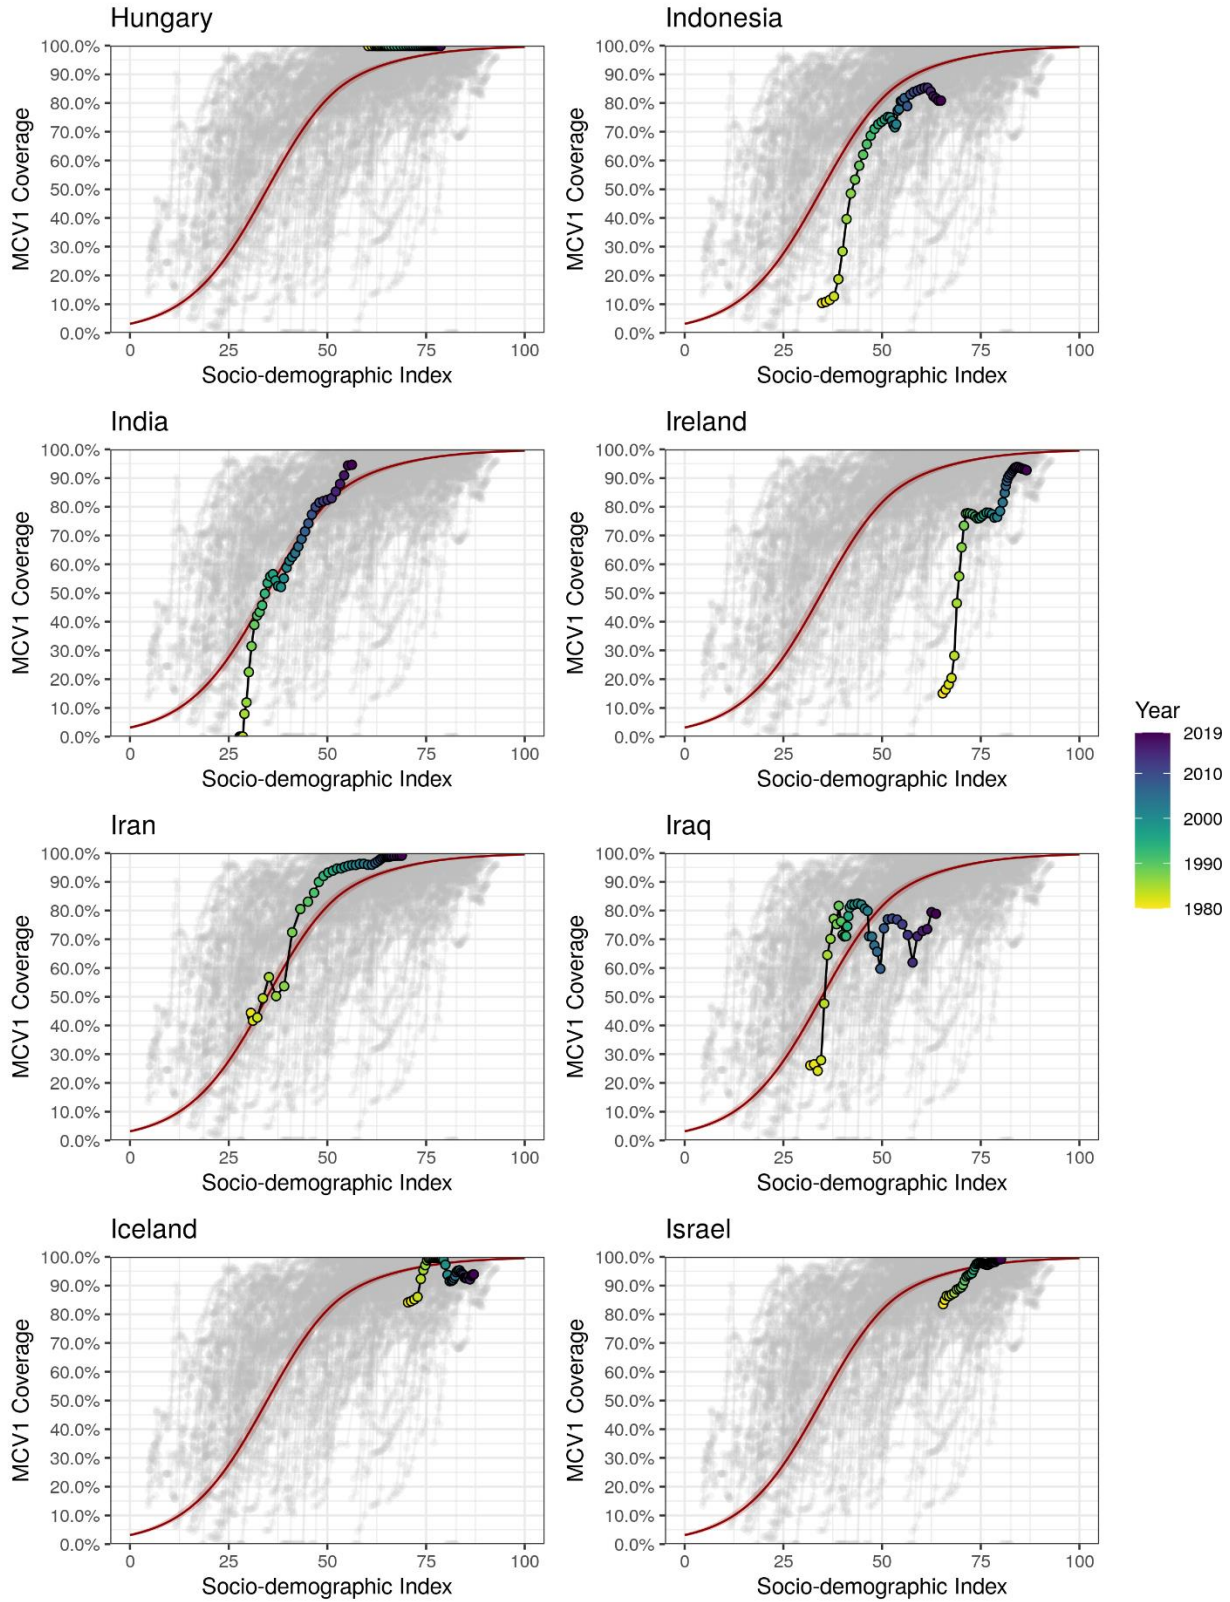 Hungary
Indonesia
100.0%
90.0%
80.0%
70.0%
60.0%
50.0%
40.0%
30.0%
20.0%
10.0%
0.0%
MCV1 Coverage
0 25 50 75 100
Socio-demographic Index
100.0%
90.0%
80.0%
70.0%
60.0%
50.0%
40.0%
30.0%
20.0%
10.0%
0.0%
MCV1 Coverage
0 25 50 75 100
Socio-demographic Index
India
Ireland
100.0%
90.0%
80.0%
70.0%
60.0%
50.0%
40.0%
30.0%
20.0%
10.0%
0.0%
MCV1 Coverage
0 25 50 75 100
Socio-demographic Index
100.0%
90.0%
80.0%
70.0%
60.0%
50.0%
40.0%
30.0%
20.0%
10.0%
0.0%
MCV1 Coverage
0 25 50 75 100
Socio-demographic Index
Year
2019
2010
2000
1990
1980
Iran
Iraq
100.0%
90.0%
80.0%
70.0%
60.0%
50.0%
40.0%
30.0%
20.0%
10.0%
0.0%
MCV1 Coverage
0 25 50 75 100
Socio-demographic Index
100.0%
90.0%
80.0%
70.0%
60.0%
50.0%
40.0%
30.0%
20.0%
10.0%
0.0%
MCV1 Coverage
0 25 50 75 100
Socio-demographic Index
Iceland
Israel
100.0%
90.0%
80.0%
70.0%
60.0%
50.0%
40.0%
30.0%
20.0%
10.0%
0.0%
MCV1 Coverage
0 25 50 75 100
Socio-demographic Index
100.0%
90.0%
80.0%
70.0%
60.0%
50.0%
40.0%
30.0%
20.0%
10.0%
0.0%
MCV1 Coverage
0 25 50 75 100
Socio-demographic Index